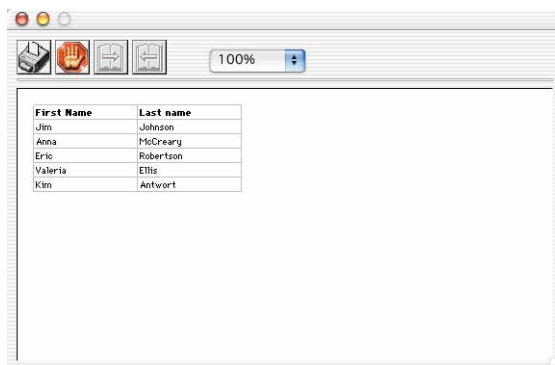 100%
First Name Last name
Jim Johnson
Anna McCreary
Eric Robertson
Valeria Ellis
Kim Antwort